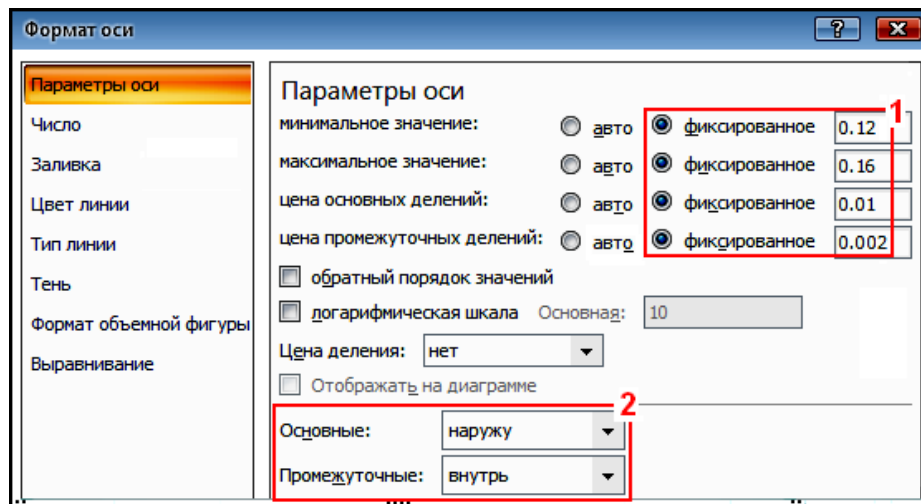 Формат оси
Параметры оси
Число
Заливка
Цвет линии
Тип линии
Тень
Формат объемной фигуры
Выравнивание
Параметры оси
1
минимальное значение: авто фиксированное 0.12
максимальное значение: авто фиксированное 0.16
цена основных делений: авто фиксированное 0.01
цена промежуточных делений: авто фиксированное 0.002
обратный порядок значений
логарифмическая шкала Основная: 10
Цена деления: нет
Отображать на диаграмме
2
Основные: наружу
Промежуточные: внутрь